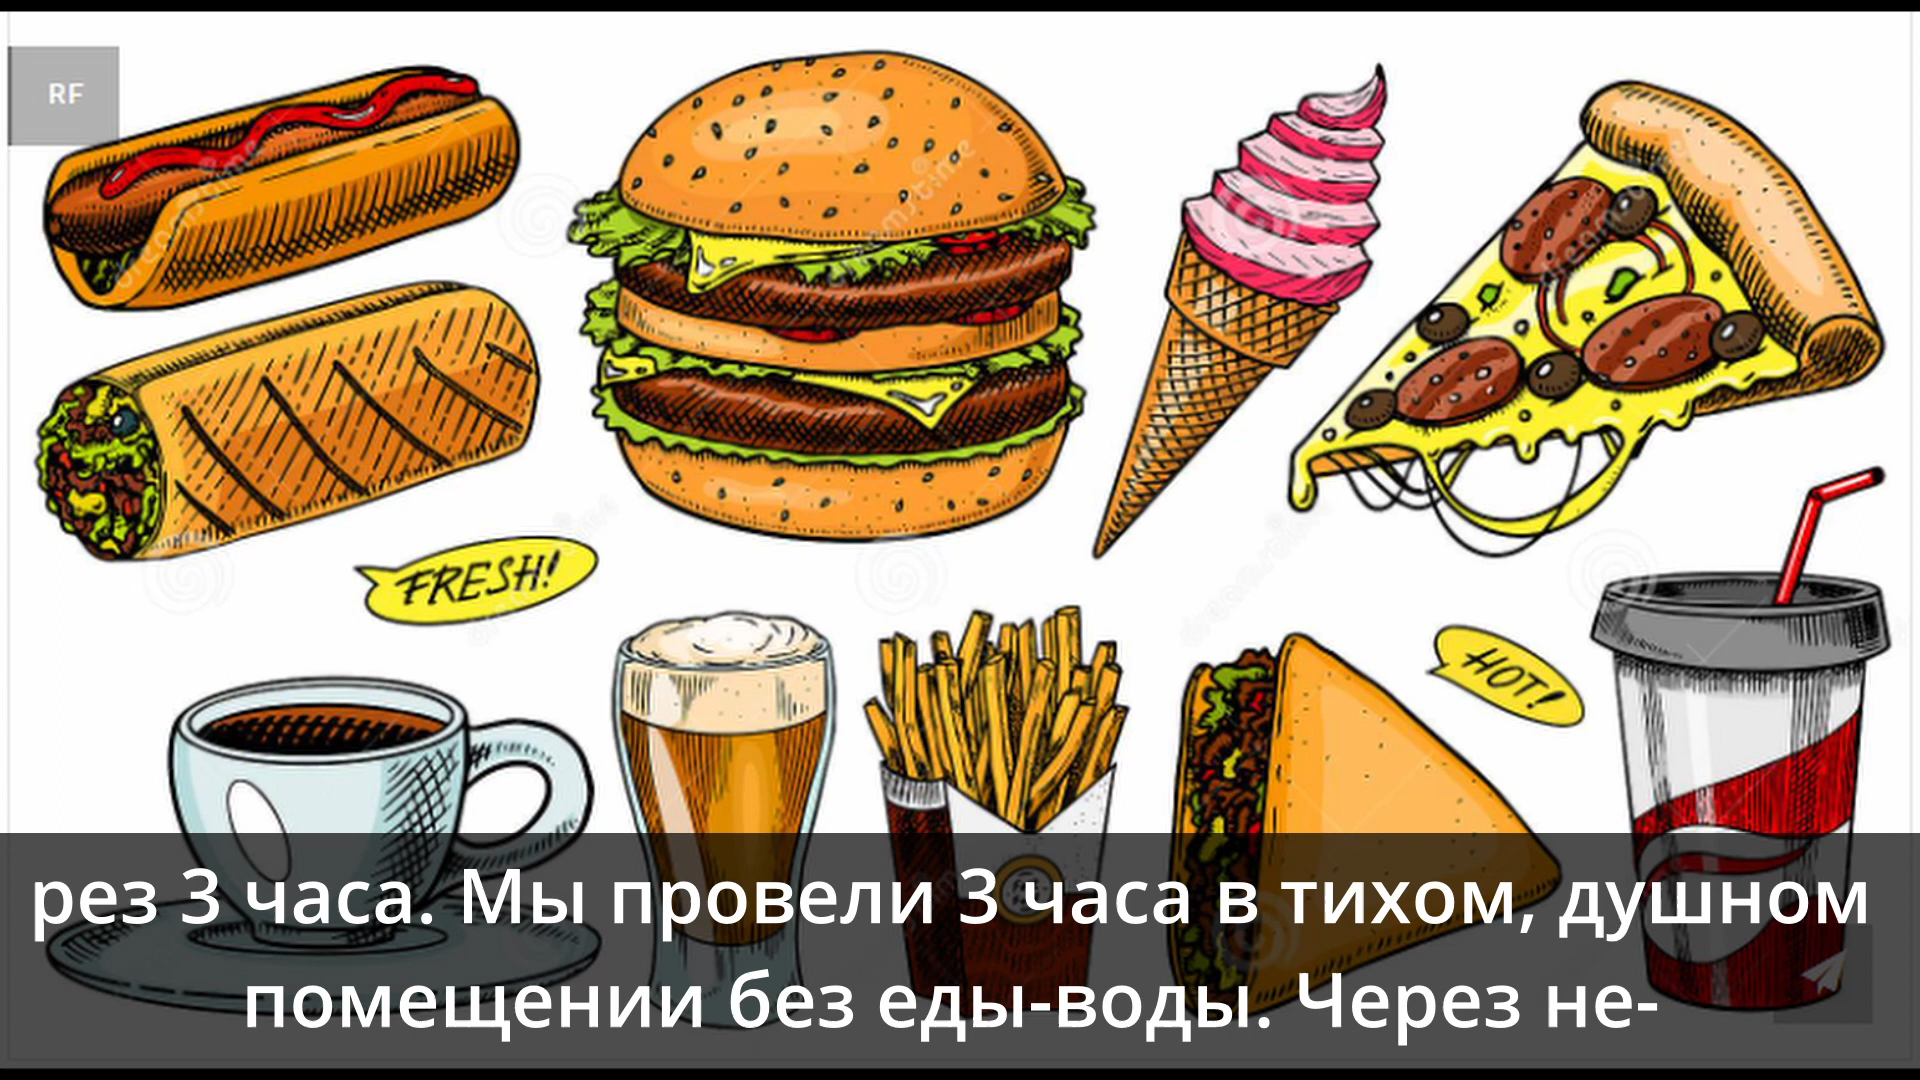 RF
FRESH!
HOT!
рез 3 часа. Мы провели 3 часа в тихом, душном
помещении без еды-воды. Через не-